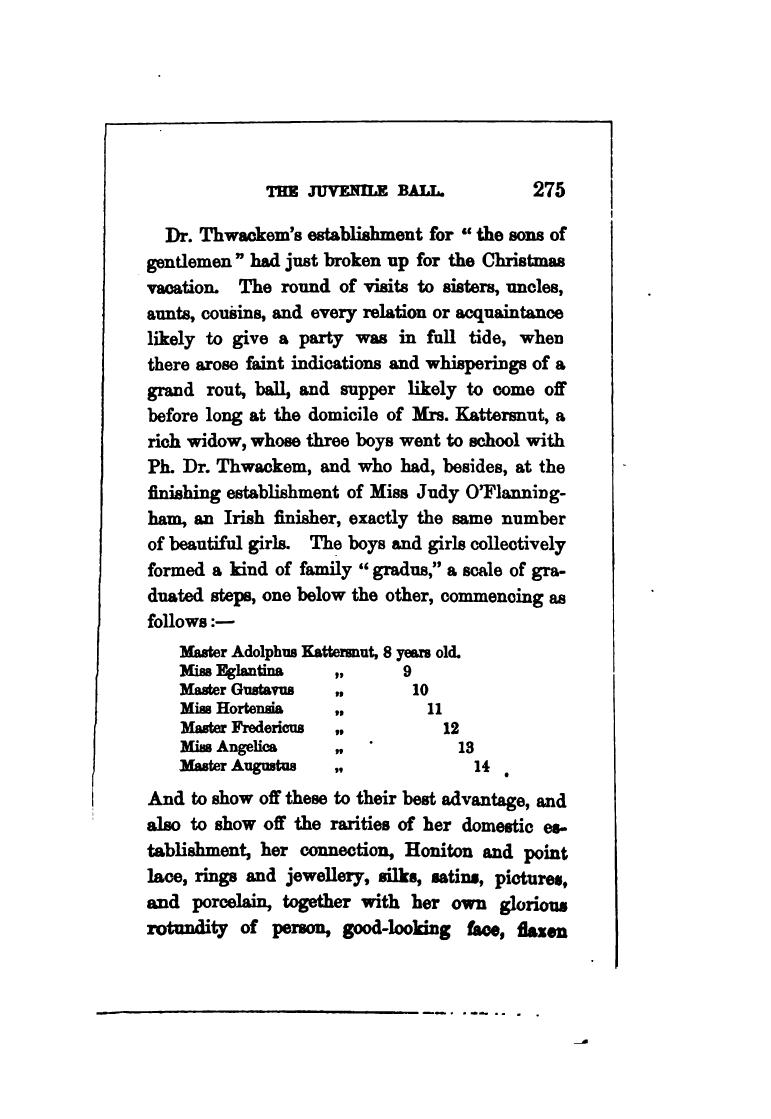 THE JUVENILE BALL. 275
Dr. Thwackem's establishment for “ the sons of
gentlemen ” had just broken up for the Christmas
vacation. The round of visits to sisters, uncles,
aunts, cousins, and every relation or acquaintance
likely to give a party was in full tide, when
there arose faint indications and whisperings of a
grand rout, ball, and supper likely to come off
before long at the domicile of Mrs. Kattersnut, a
rich widow, whose three boys went to school with
Ph. Dr. Thwackem, and who had, besides, at the
finishing establishment of Miss Judy O'Flanning-
ham, an Irish finisher, exactly the same number
of beautiful girls. The boys and girls collectively
formed a kind of family “ gradus,” a scale of gra-
duated steps, one below the other, commencing as
follows :—
Master Adolphus Kattersnut, 8 years old.
Miss Eglantina „ 9
Master Gustavus „ 10
Miss Hortensia „ 11
Master Fredericus „ 12
Miss Angelica „ 13
Master Augustus „ 14 .
And to show off these to their best advantage, and
also to show off the rarities of her domestic es-
tablishment, her connection, Honiton and point
lace, rings and jewellery, silks, satins, pictures,
and porcelain, together with her own glorious
rotundity of person, good-looking face, flaxen